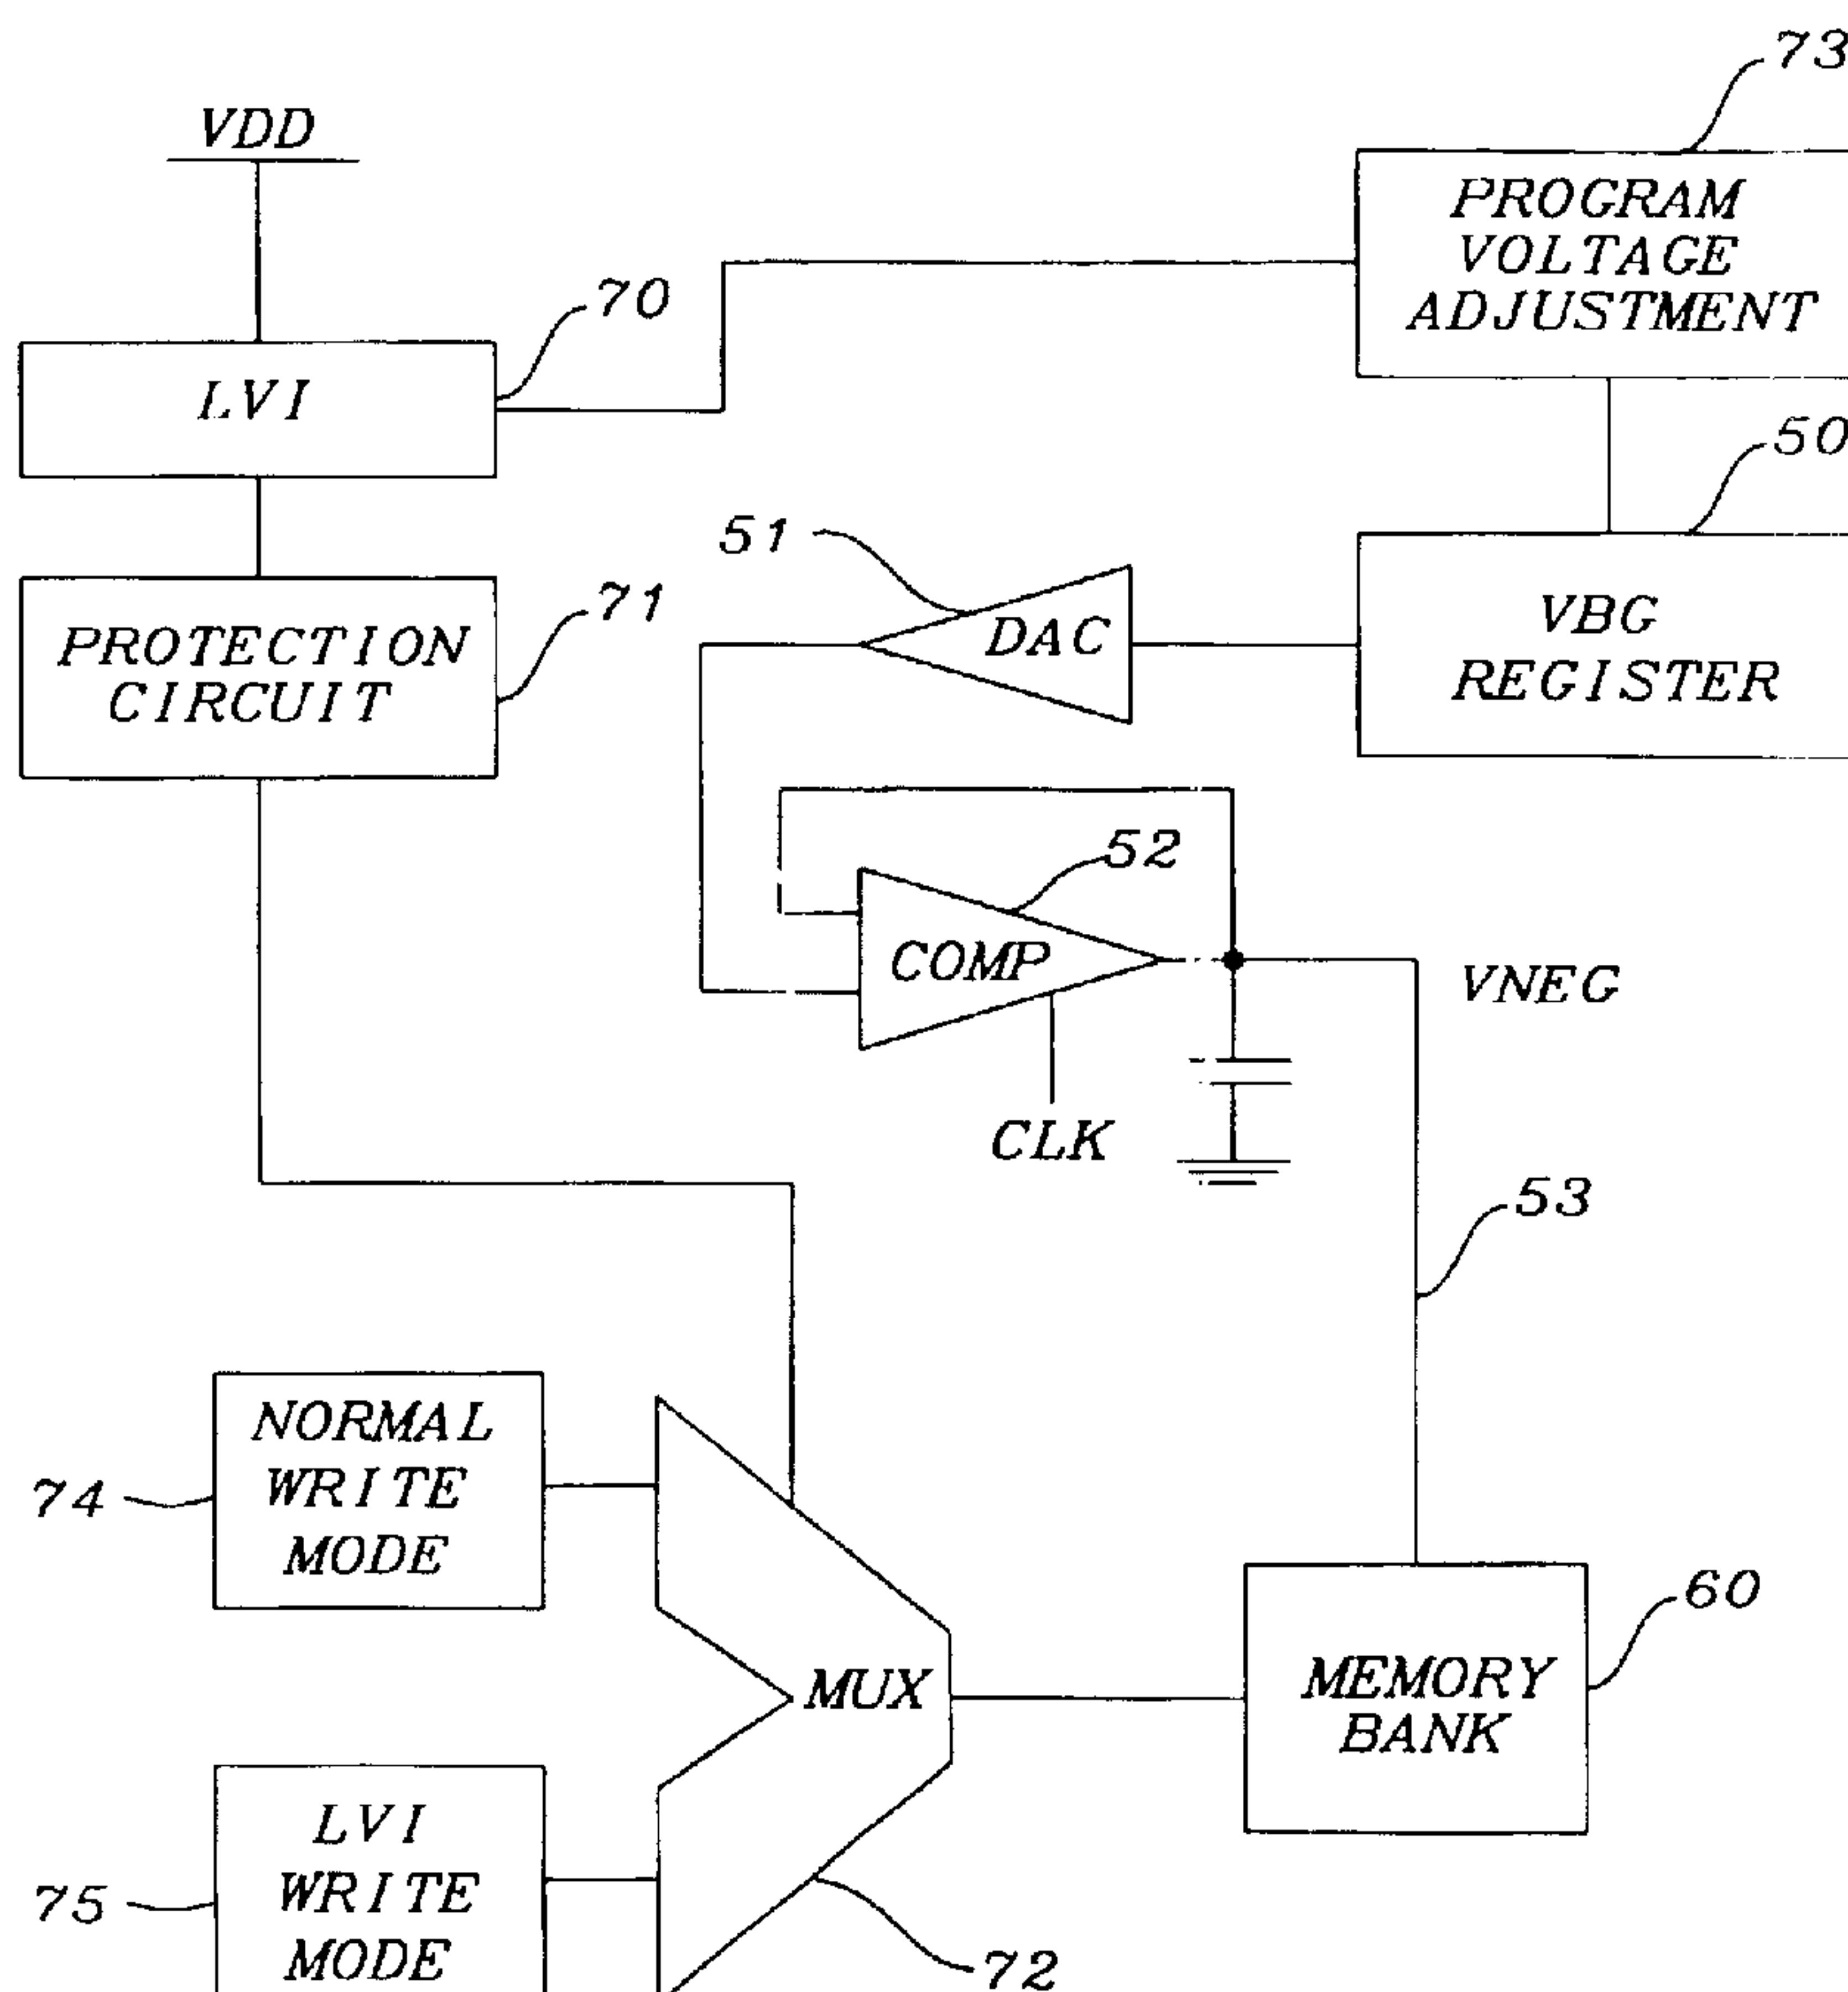 73
VDD
PROGRAM
VOLTAGE
ADJUSTMENT
70
LVI
50
51
DAC
VBG
REGISTER
71
PROTECTION
CIRCUIT
52
COMP
VNEG
CLK
53
NORMAL
WRITE
MODE
74
60
MUX
MEMORY
BANK
LVI
WRITE
MODE
75
72